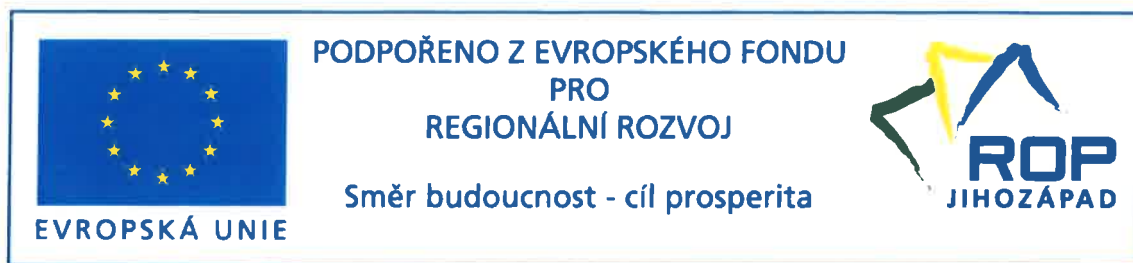 PODPOŘENO Z EVROPSKÉHO FONDU
PRO
REGIONÁLNÍ ROZVOJ
Směr budoucnost - cíl prosperita
EVROPSKÁ UNIE
ROP
JIHOZÁPAD